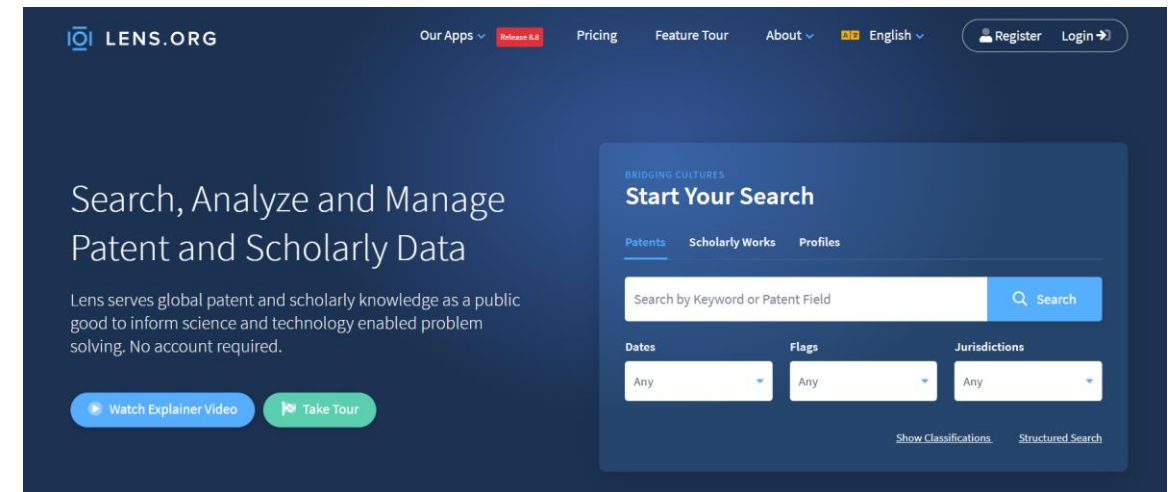 LENS.ORG
Our Apps Release 8.8 Pricing Feature Tour About English Register Login
Search, Analyze and Manage
Patent and Scholarly Data
Lens serves global patent and scholarly knowledge as a public
good to inform science and technology enabled problem
solving. No account required.
Watch Explainer Video Take Tour
BRIDGING CULTURES
Start Your Search
Patents Scholarly Works Profiles
Search by Keyword or Patent Field Search
Dates Flags Jurisdictions
Any Any Any
Show Classifications Structured Search